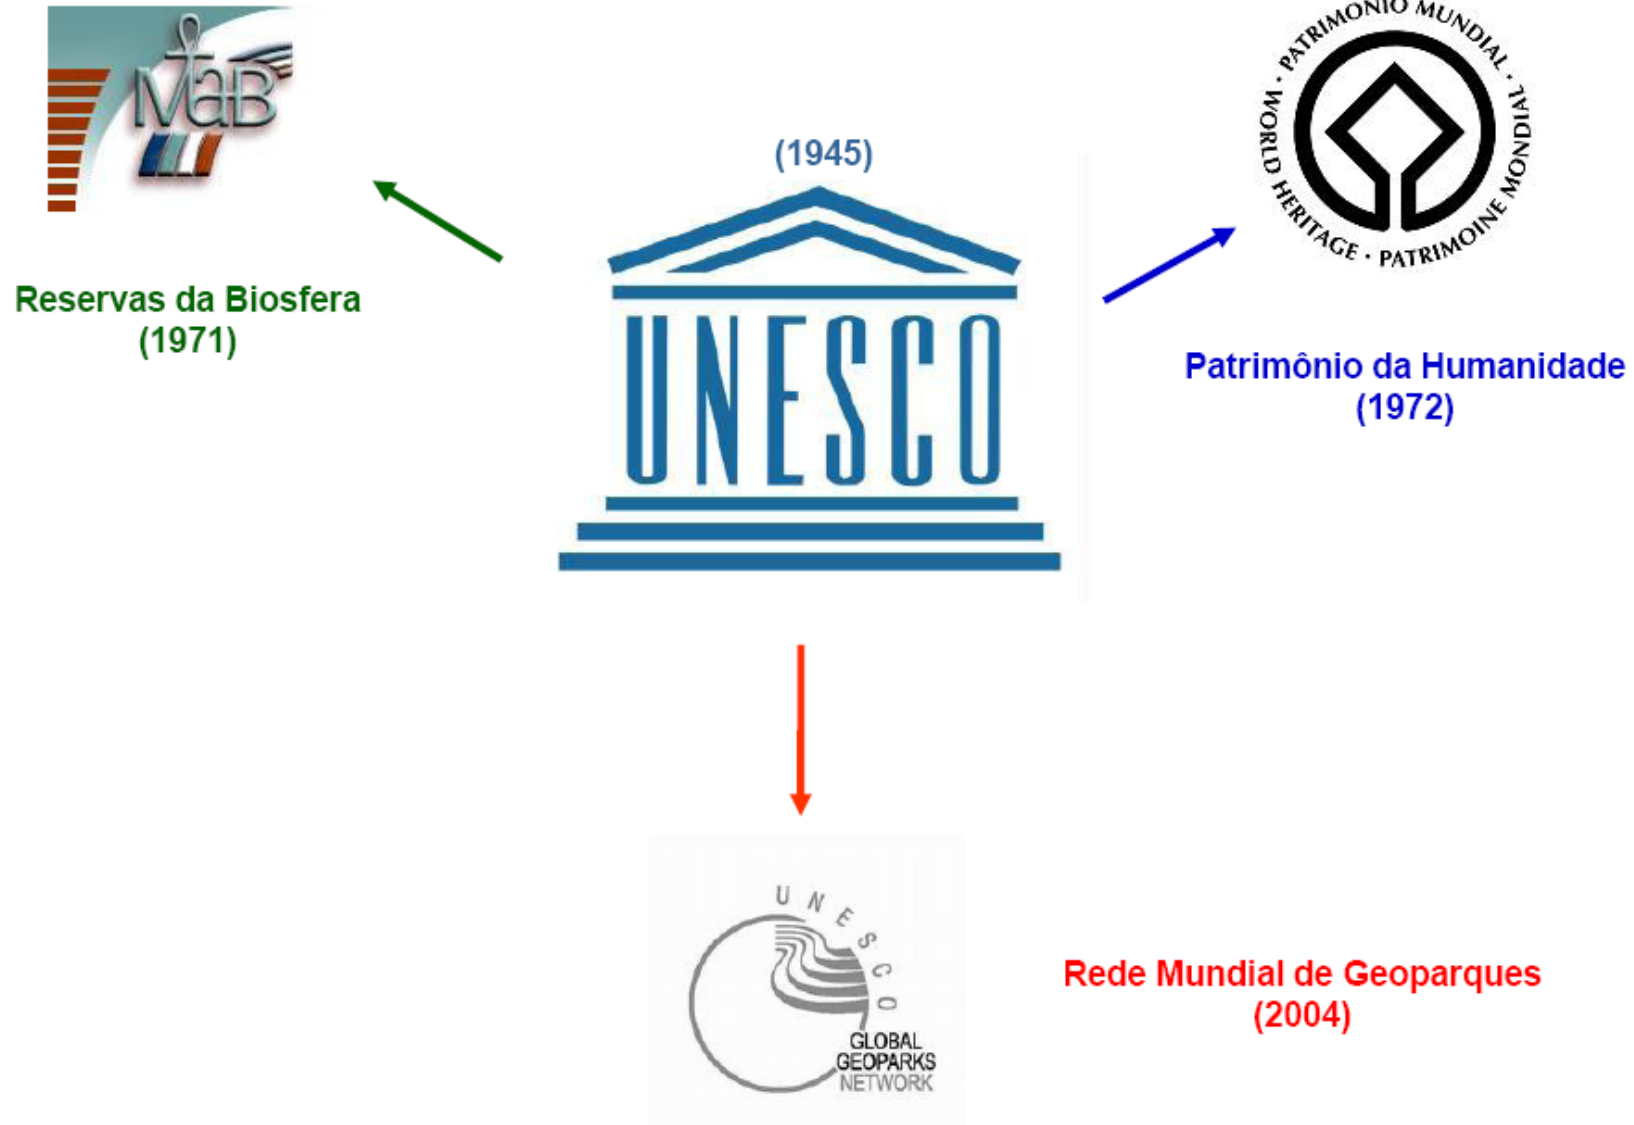 MaB
Reservas da Biosfera
(1971)
(1945)
UNESCO
PATRIMONIO MUNDIAL · WORLD HERITAGE · PATRIMOINE MONDIAL ·
Patrimônio da Humanidade
(1972)
UNESCO
GLOBAL
GEOPARKS
NETWORK
Rede Mundial de Geoparques
(2004)